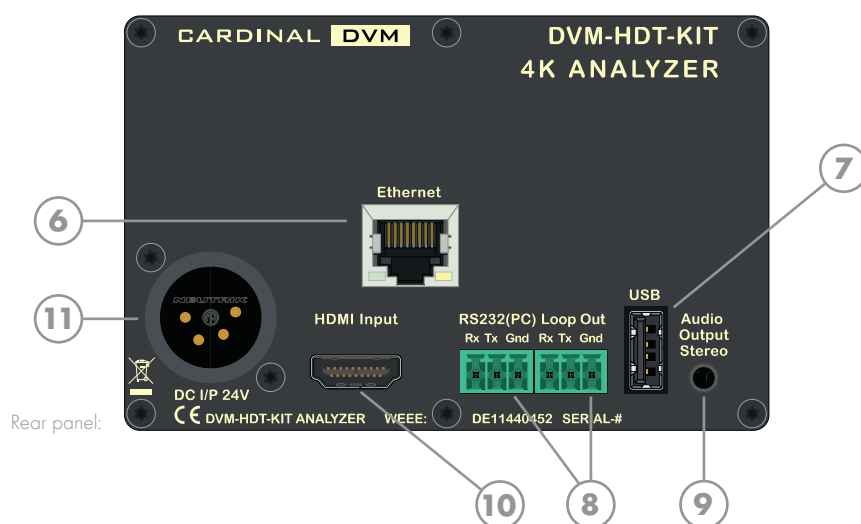 CARDINAL DVM
DVM-HDT-KIT
4K ANALYZER
7
Ethernet
6
11
NEUTRIK
USB
HDMI Input
RS232(PC) Loop Out
Audio
Output
Stereo
Rx Tx Gnd Rx Tx Gnd
DC I/P 24V
Rear panel:
CE DVM-HDT-KIT ANALYZER WEEE: DE11440452 SERIAL-#
10
8
9